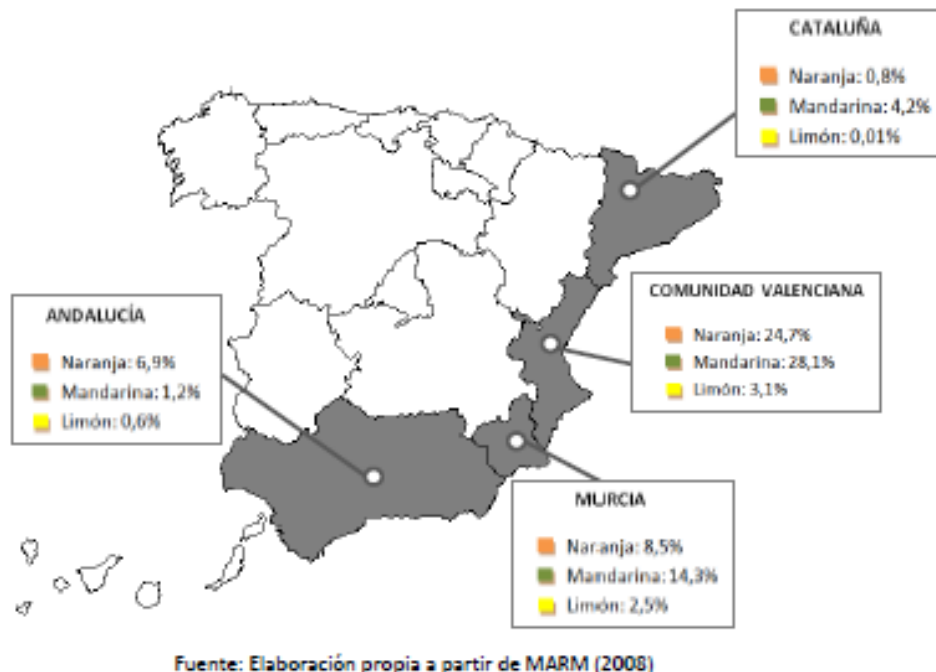 CATALUÑA
Naranja: 0,8%
Mandarina: 4,2%
Limón: 0,01%
COMUNIDAD VALENCIANA
Naranja: 24,7%
Mandarina: 28,1%
Limón: 3,1%
ANDALUCÍA
Naranja: 6,9%
Mandarina: 1,2%
Limón: 0,6%
MURCIA
Naranja: 8,5%
Mandarina: 14,3%
Limón: 2,5%
Fuente: Elaboración propia a partir de MARM (2008)